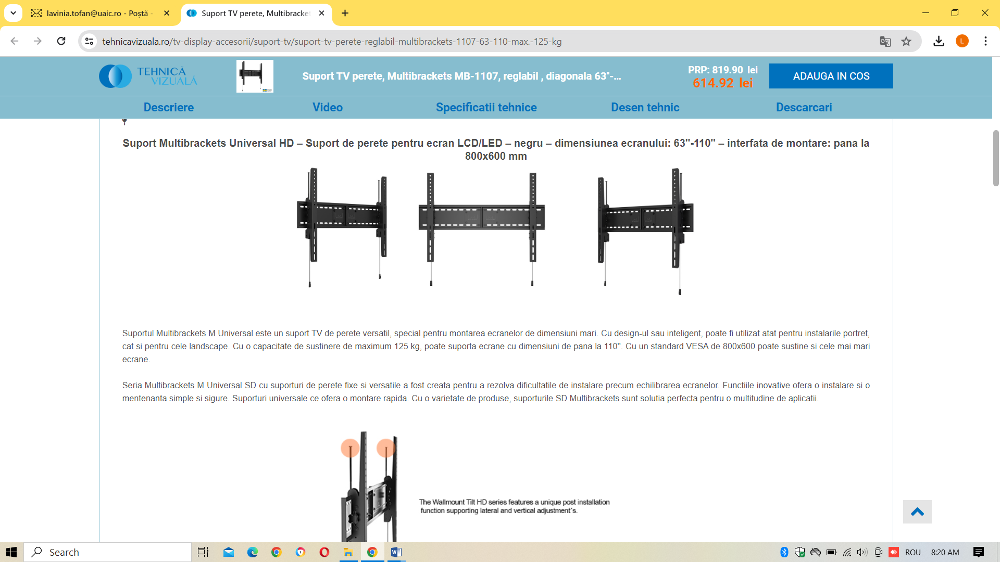 lavinia.tofan@uaic.ro - Poștă -
Suport TV perete, Multibracket
tehnicavizuala.ro/tv-display-accesorii/suport-tv/suport-tv-perete-reglabil-multibrackets-1107-63-110-max.-125-kg
L
TEHNICĂ
VIZUALĂ
Suport TV perete, Multibrackets MB-1107, reglabil , diagonala 63"-...
PRP: 819.90 lei
614.92 lei
ADAUGA IN COS
Descriere
Video
Specificatii tehnice
Desen tehnic
Descarcari
Suport Multibrackets Universal HD – Suport de perete pentru ecran LCD/LED – negru – dimensiunea ecranului: 63"-110" – interfata de montare: pana la
800x600 mm
Suportul Multibrackets M Universal este un suport TV de perete versatil, special pentru montarea ecranelor de dimensiuni mari. Cu design-ul sau inteligent, poate fi utilizat atat pentru instalarile portret,
cat si pentru cele landscape. Cu o capacitate de sustinere de maximum 125 kg, poate suporta ecrane cu dimensiuni de pana la 110". Cu un standard VESA de 800x600 poate sustine si cele mai mari
ecrane.
Seria Multibrackets M Universal SD cu suporturi de perete fixe si versatile a fost creata pentru a rezolva dificultatile de instalare precum echilibrarea ecranelor. Functiile inovative ofera o instalare si o
mentenanta simple si sigure. Suporturi universale ce ofera o montare rapida. Cu o varietate de produse, suporturile SD Multibrackets sunt solutia perfecta pentru o multitudine de aplicatii.
The Wallmount Tilt HD series features a unique post installation
function supporting lateral and vertical adjustment´s.
Search
ROU
8:20 AM